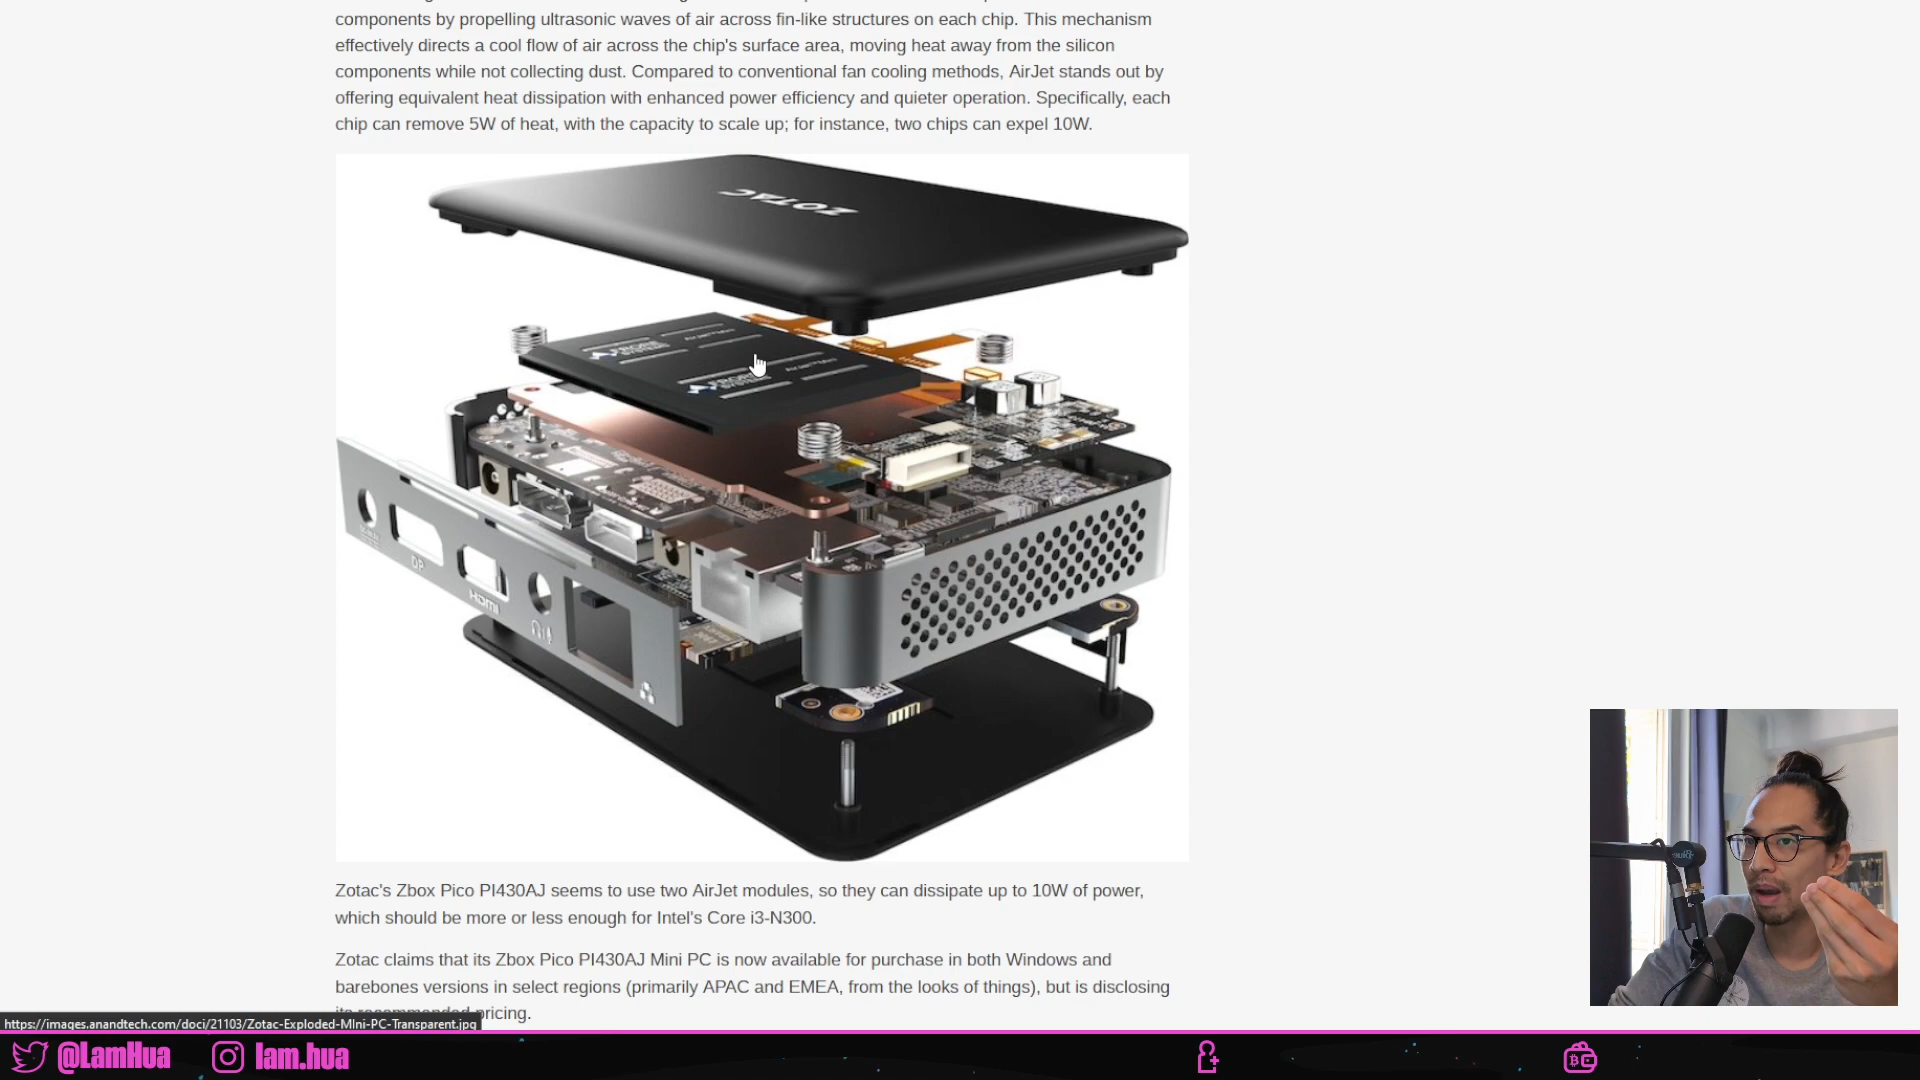 components by propelling ultrasonic waves of air across fin-like structures on each chip. This mechanism
effectively directs a cool flow of air across the chip's surface area, moving heat away from the silicon
components while not collecting dust. Compared to conventional fan cooling methods, AirJet stands out by
offering equivalent heat dissipation with enhanced power efficiency and quieter operation. Specifically, each
chip can remove 5W of heat, with the capacity to scale up; for instance, two chips can expel 10W.
ZOTAC
DP
HDMI
Zotac's Zbox Pico PI430AJ seems to use two AirJet modules, so they can dissipate up to 10W of power,
which should be more or less enough for Intel's Core i3-N300.
Zotac claims that its Zbox Pico PI430AJ Mini PC is now available for purchase in both Windows and
barebones versions in select regions (primarily APAC and EMEA, from the looks of things), but is disclosing
pricing.
https://images.anandtech.com/doci/21103/Zotac-Exploded-MIni-PC-Transparent.jpg
@LamHua
lam.hua